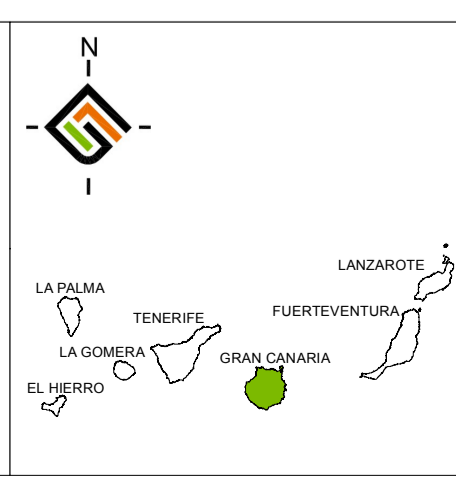 N
LANZAROTE
LA PALMA
FUERTEVENTURA
TENERIFE
LA GOMERA
GRAN CANARIA
EL HIERRO